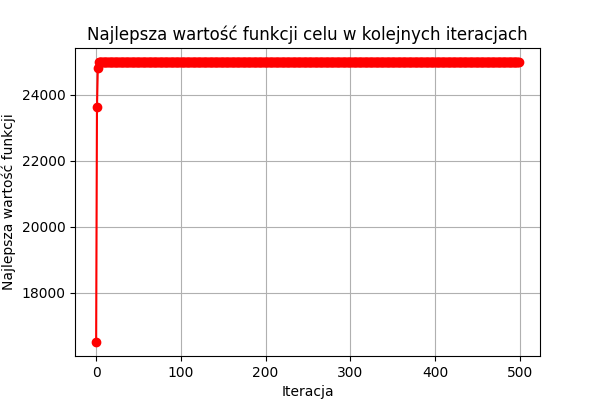 Najlepsza wartość funkcji celu w kolejnych iteracjach
Najlepsza wartość funkcji
24000
22000
20000
18000
0 100 200 300 400 500
Iteracja